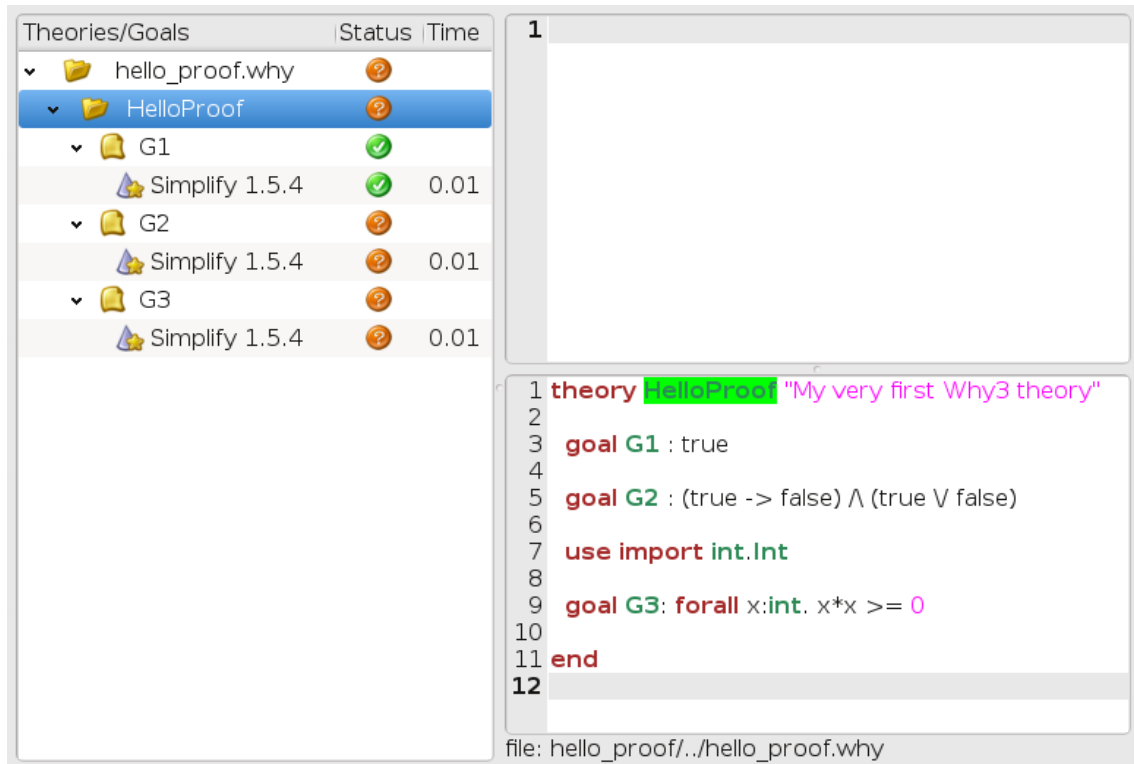 Theories/Goals Status Time
hello_proof.why
HelloProof
G1
Simplify 1.5.4 0.01
G2
Simplify 1.5.4 0.01
G3
Simplify 1.5.4 0.01
1
1 theory HelloProof "My very first Why3 theory"
2
3 goal G1 : true
4
5 goal G2 : (true -> false) /\ (true \/ false)
6
7 use import int.Int
8
9 goal G3: forall x:int. x*x >= 0
10
11 end
12
file: hello_proof/../hello_proof.why